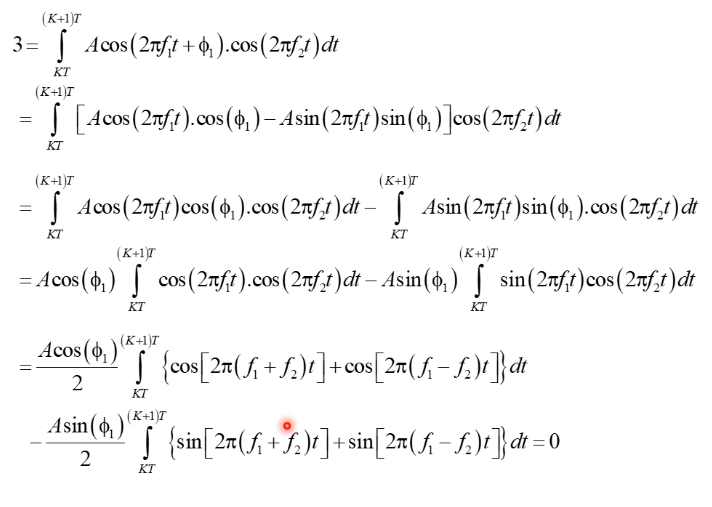 3 = ∫_{KT}^{(K+1)T} A cos(2πf₁t + ϕ₁).cos(2πf₂t) dt
= ∫_{KT}^{(K+1)T} [A cos(2πf₁t).cos(ϕ₁) − A sin(2πf₁t) sin(ϕ₁)] cos(2πf₂t) dt
= ∫_{KT}^{(K+1)T} A cos(2πf₁t) cos(ϕ₁).cos(2πf₂t) dt − ∫_{KT}^{(K+1)T} A sin(2πf₁t) sin(ϕ₁).cos(2πf₂t) dt
= A cos(ϕ₁) ∫_{KT}^{(K+1)T} cos(2πf₁t).cos(2πf₂t) dt − A sin(ϕ₁) ∫_{KT}^{(K+1)T} sin(2πf₁t) cos(2πf₂t) dt
= A cos(ϕ₁)/2 ∫_{KT}^{(K+1)T} {cos[2π(f₁ + f₂)t] + cos[2π(f₁ − f₂)t]} dt
− A sin(ϕ₁)/2 ∫_{KT}^{(K+1)T} {sin[2π(f₁ + f₂)t] + sin[2π(f₁ − f₂)t]} dt = 0